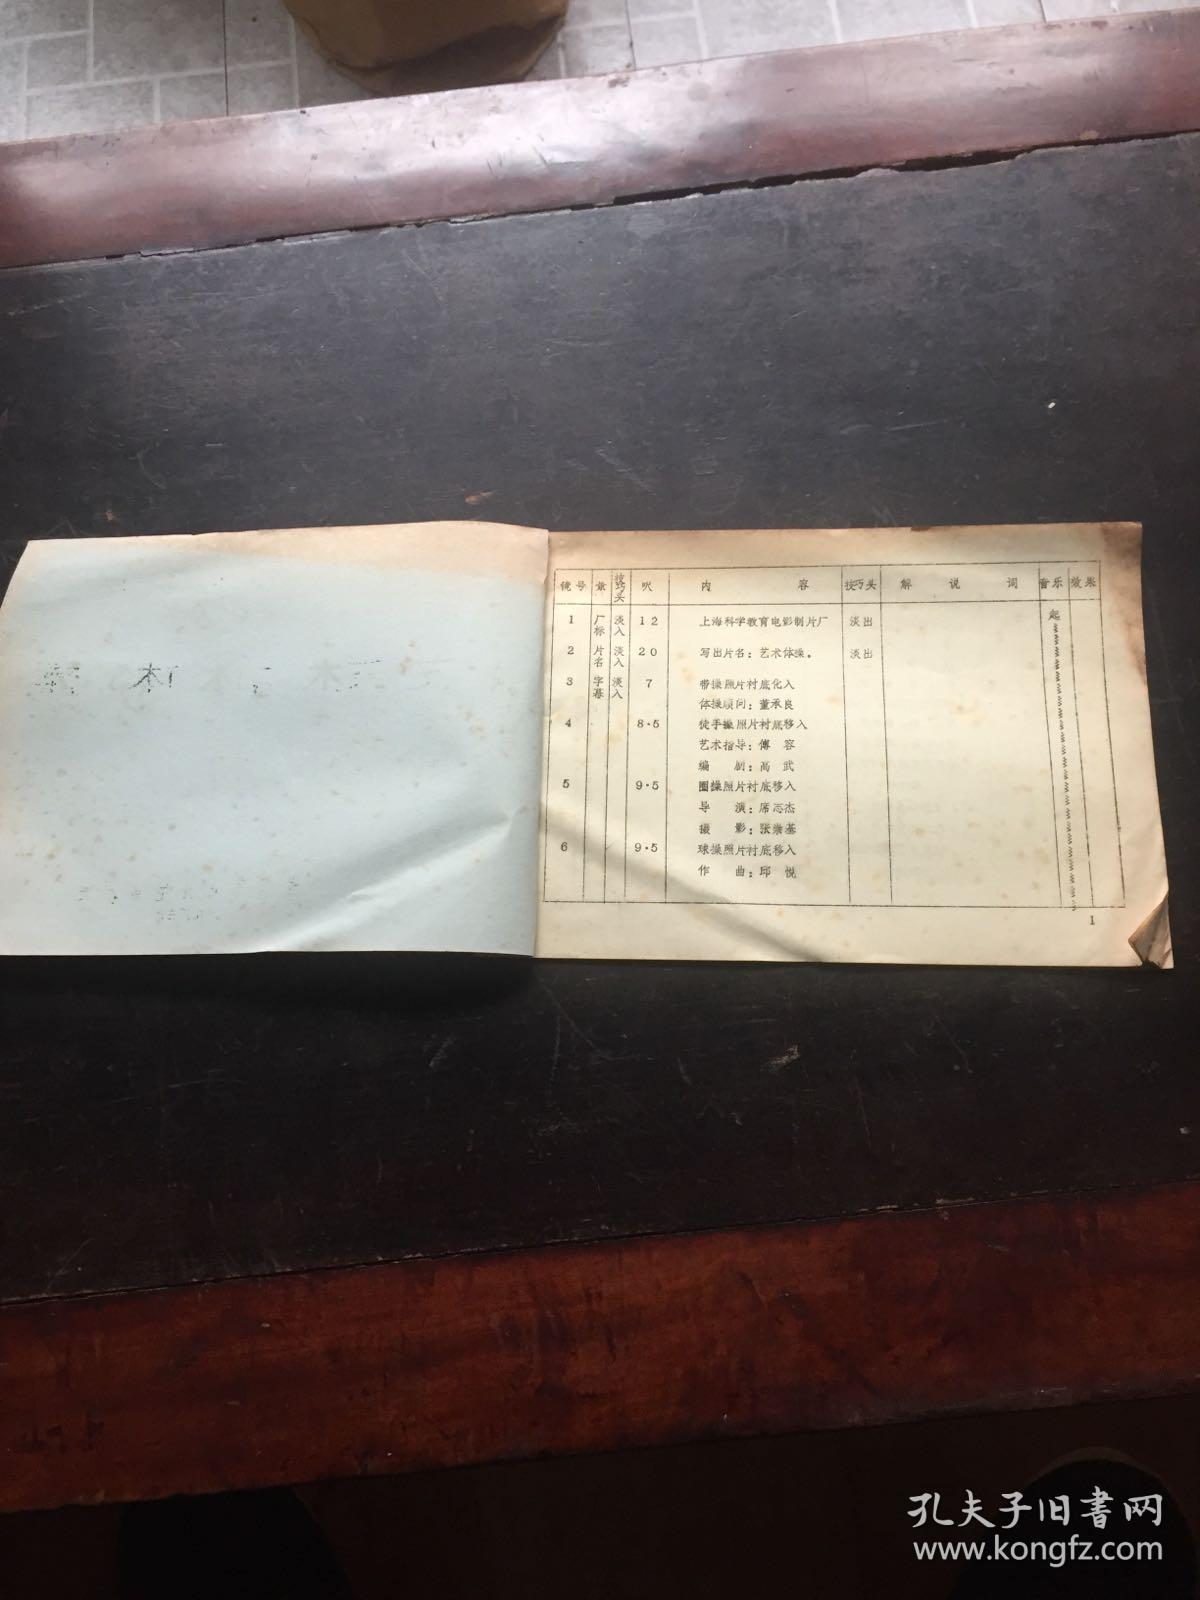 镜号 景 技巧头 呎 内容 技巧头 解说词 音乐 效果
1 厂标 淡入 12 上海科学教育电影制片厂 淡出 起
2 片名 淡入 20 写出片名：艺术体操。 淡出
3 字幕 淡入 7 带操照片衬底化入
体操顾问：董承良
4 8·5 徒手操照片衬底移入
艺术指导：傅容
编剧：高武
5 9·5 圈操照片衬底移入
导演：席志杰
摄影：张崇基
6 9·5 球操照片衬底移入
作曲：邱悦
1
孔夫子旧書网
www.kongfz.com